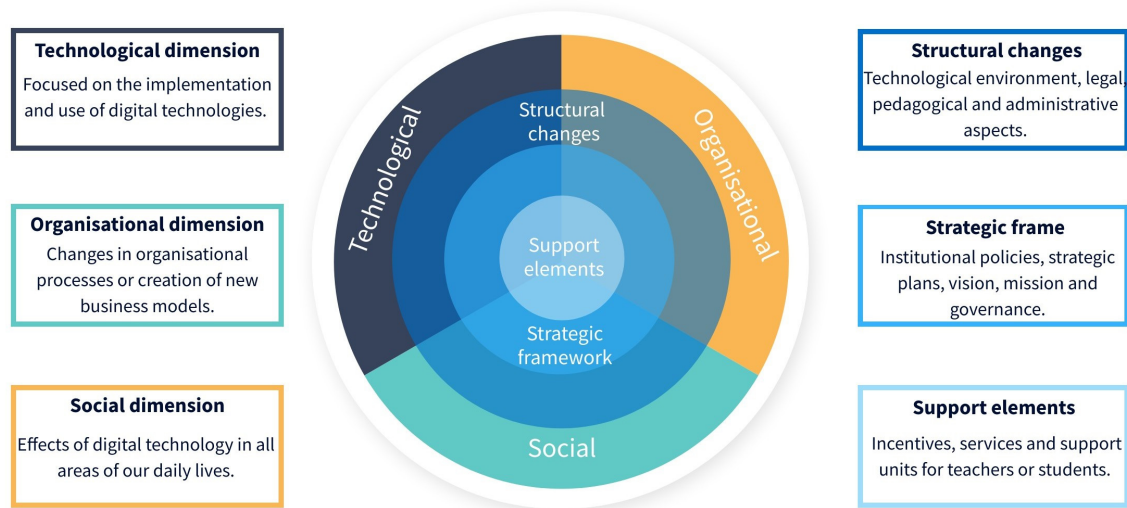 Technological dimension
Focused on the implementation
and use of digital technologies.
Organisational dimension
Changes in organisational
processes or creation of new
business models.
Social dimension
Effects of digital technology in all
areas of our daily lives.
Technological
Organisational
Social
Structural
changes
Support
elements
Strategic
framework
Structural changes
Technological environment, legal,
pedagogical and administrative
aspects.
Strategic frame
Institutional policies, strategic
plans, vision, mission and
governance.
Support elements
Incentives, services and support
units for teachers or students.